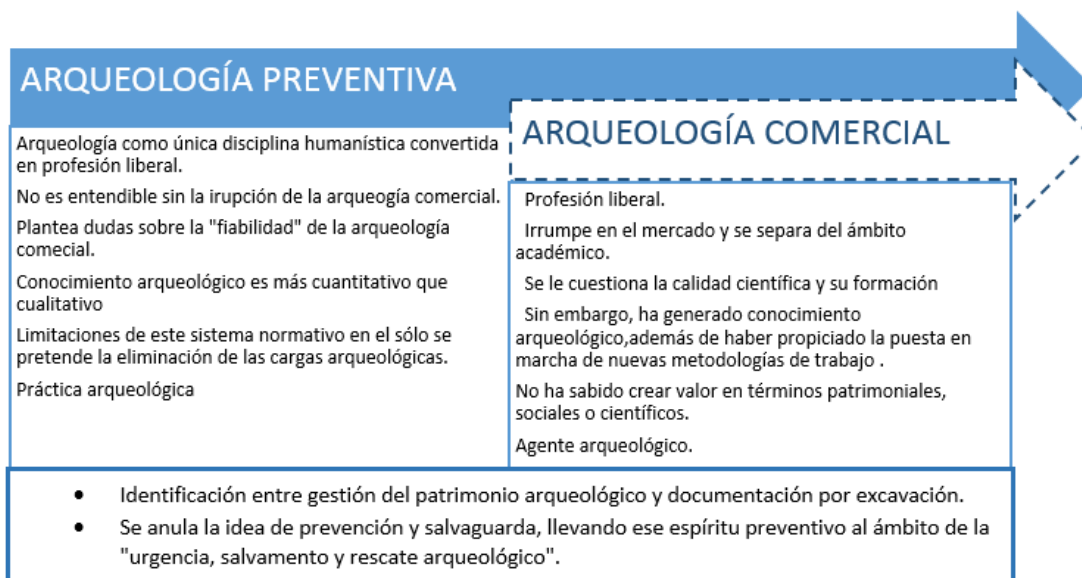 ARQUEOLOGÍA PREVENTIVA
Arqueología como única disciplina humanística convertida
en profesión liberal.
No es entendible sin la irupción de la arqueogía comercial.
Plantea dudas sobre la "fiabilidad" de la arqueología
comecial.
Conocimiento arqueológico es más cuantitativo que
cualitativo
Limitaciones de este sistema normativo en el sólo se
pretende la eliminación de las cargas arqueológicas.
Práctica arqueológica
ARQUEOLOGÍA COMERCIAL
Profesión liberal.
Irrumpe en el mercado y se separa del ámbito
académico.
Se le cuestiona la calidad científica y su formación
Sin embargo, ha generado conocimiento
arqueológico,además de haber propiciado la puesta en
marcha de nuevas metodologías de trabajo .
No ha sabido crear valor en términos patrimoniales,
sociales o científicos.
Agente arqueológico.
• Identificación entre gestión del patrimonio arqueológico y documentación por excavación.
• Se anula la idea de prevención y salvaguarda, llevando ese espíritu preventivo al ámbito de la
"urgencia, salvamento y rescate arqueológico".